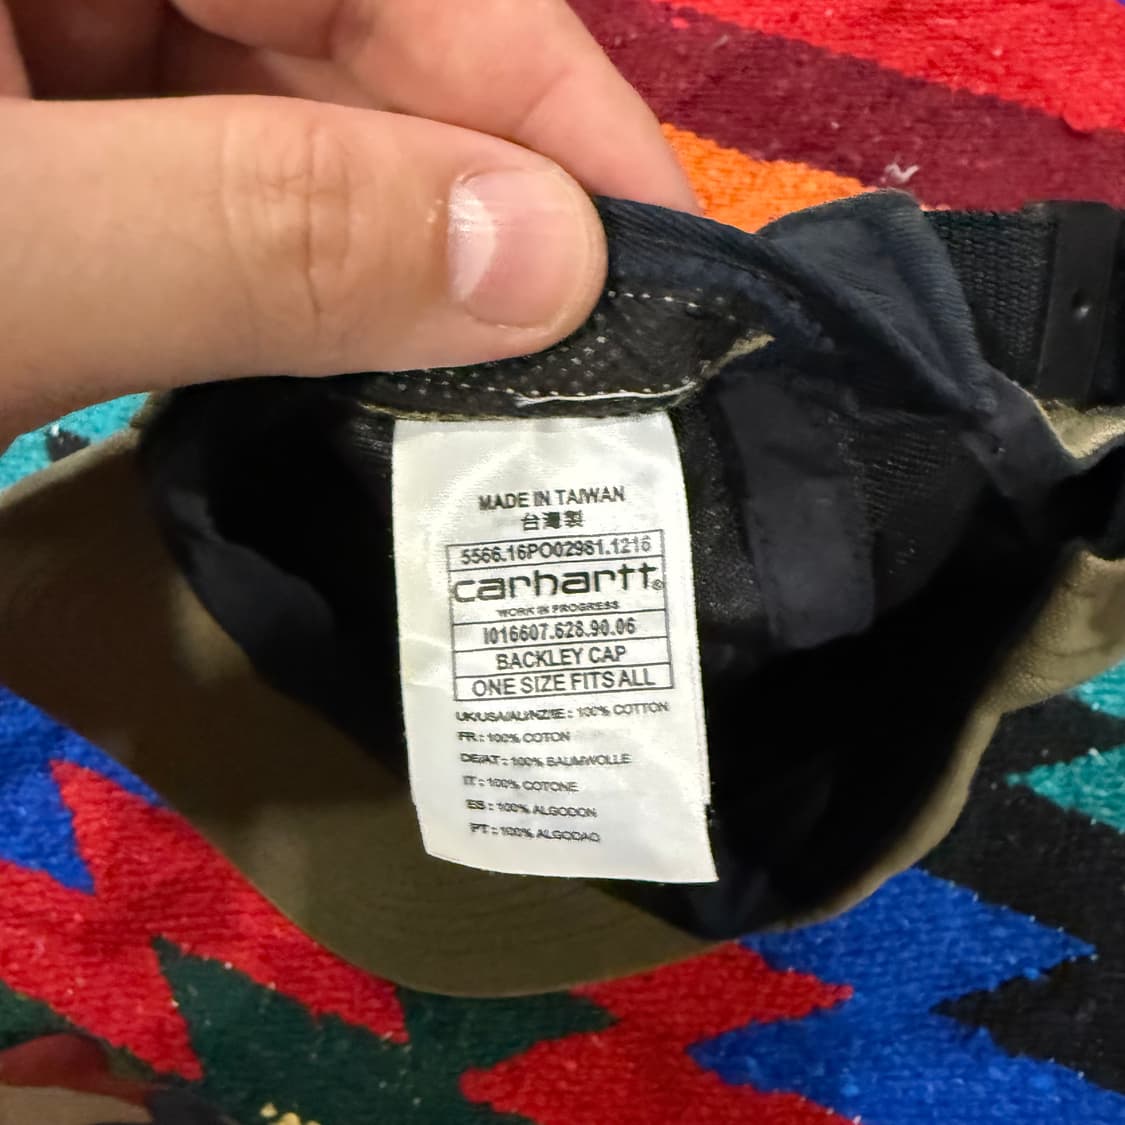 MADE IN TAIWAN
台灣製
5566.16PO02981.1216
carhartt®
WORK IN PROGRESS
I016607.628.90.06
BACKLEY CAP
ONE SIZE FITS ALL
UK/USA/AU/NZ/IE : 100% COTTON
FR : 100% COTON
DE/AT : 100% BAUMWOLLE
IT : 100% COTONE
ES : 100% ALGODON
PT : 100% ALGODAO